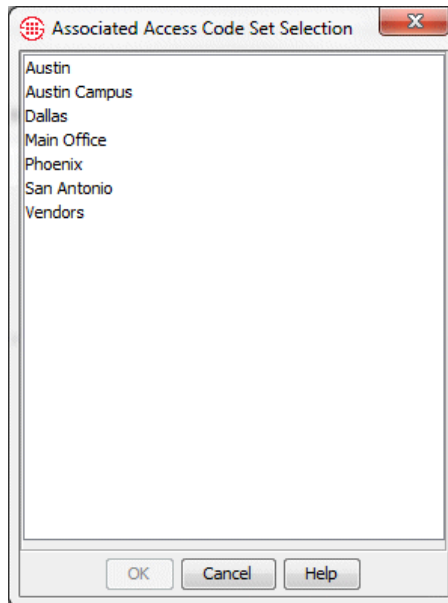 Associated Access Code Set Selection
Austin
Austin Campus
Dallas
Main Office
Phoenix
San Antonio
Vendors
OK Cancel Help